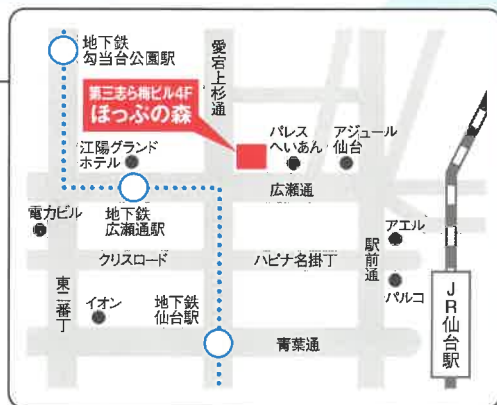 地下鉄
勾当台公園駅
愛宕上杉通
第三志ら梅ビル4F
ほっぷの森
江陽グランド
ホテル
パレス
へいあん
アジュール
仙台
広瀬通
電力ビル
地下鉄
広瀬通駅
クリスロード
ハピナ名掛丁
駅前通
アエル
東二番丁
イオン
地下鉄
仙台駅
パルコ
JR仙台駅
青葉通